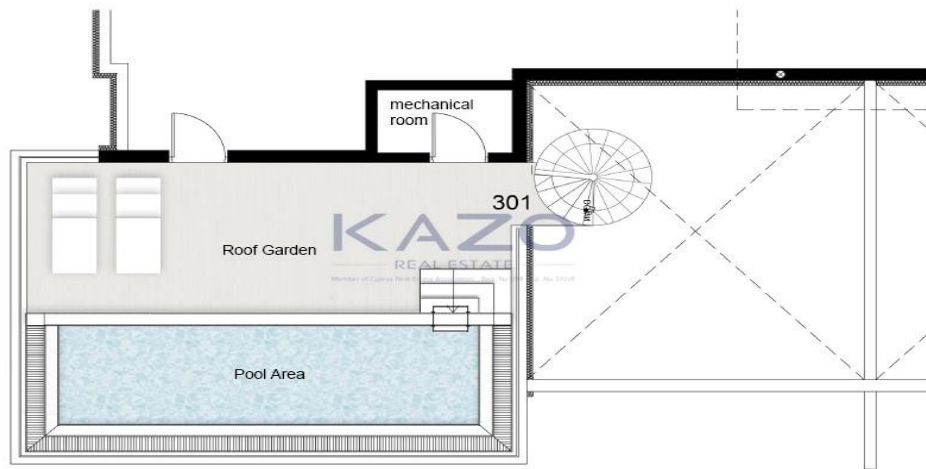 mechanical
room
301
KAZO
Roof Garden
REAL ESTATE
Pool Area